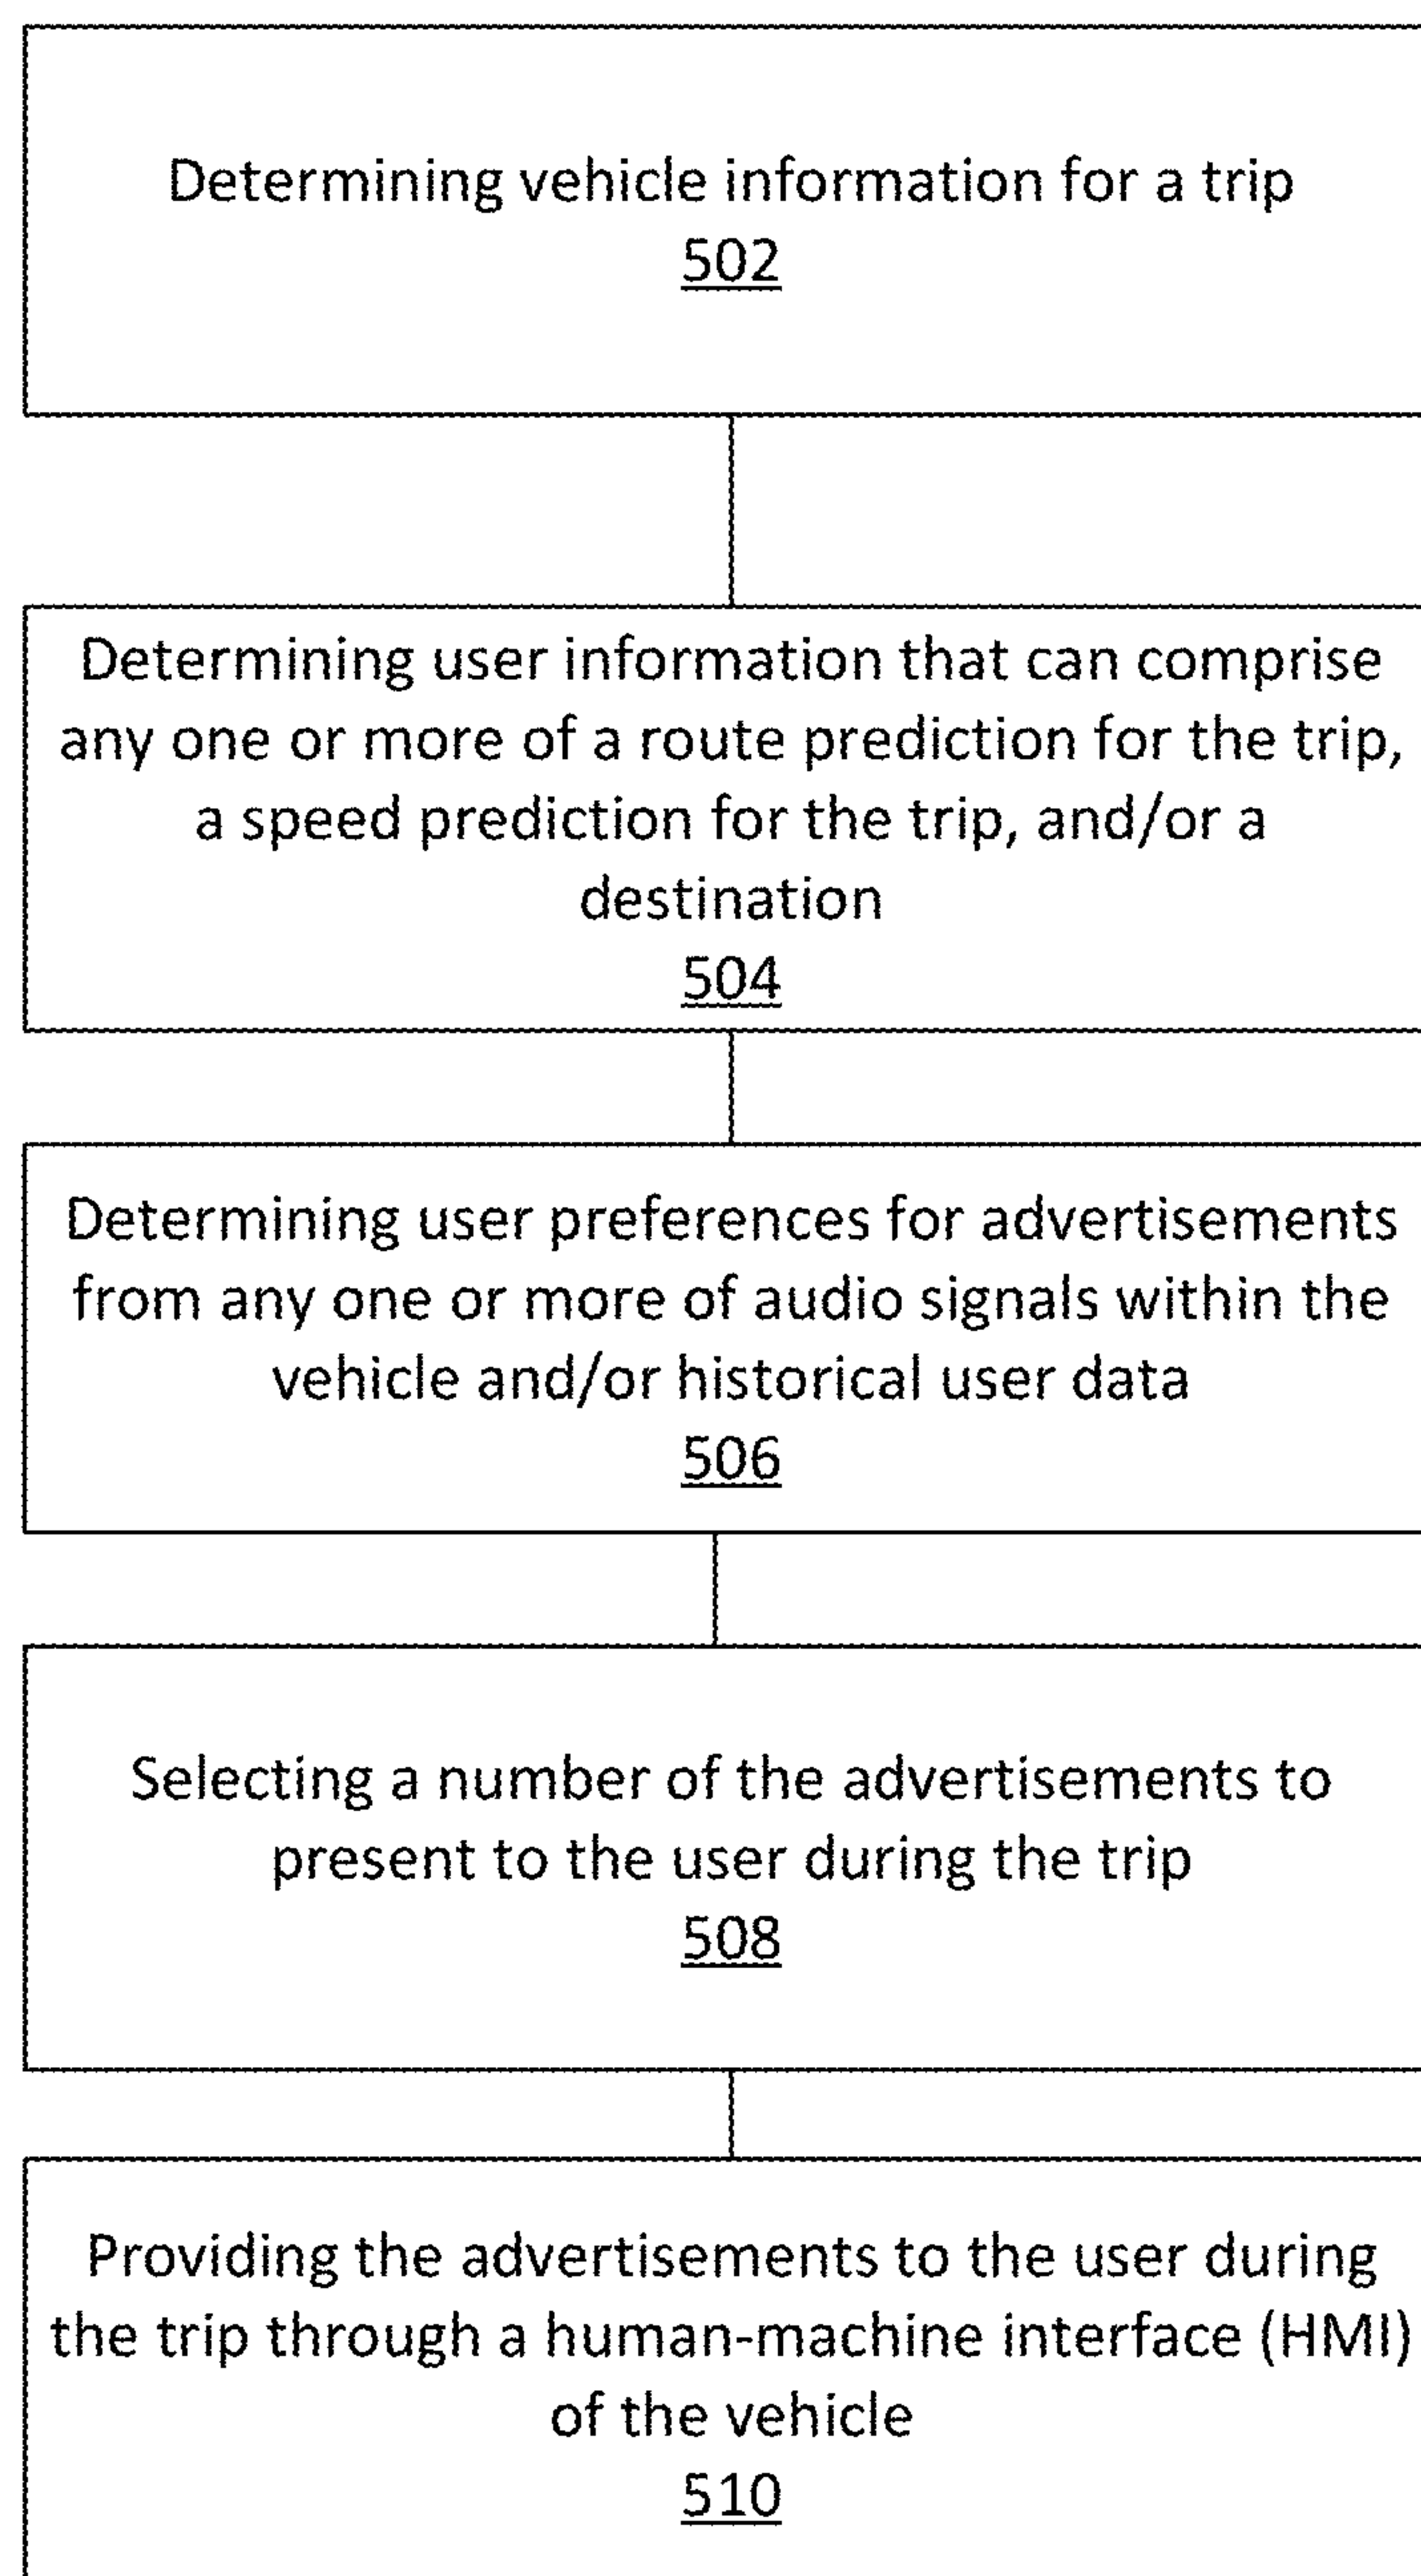 Determining vehicle information for a trip
502
Determining user information that can comprise
any one or more of a route prediction for the trip,
a speed prediction for the trip, and/or a
destination
504
Determining user preferences for advertisements
from any one or more of audio signals within the
vehicle and/or historical user data
506
Selecting a number of the advertisements to
present to the user during the trip
508
Providing the advertisements to the user during
the trip through a human-machine interface (HMI)
of the vehicle
510